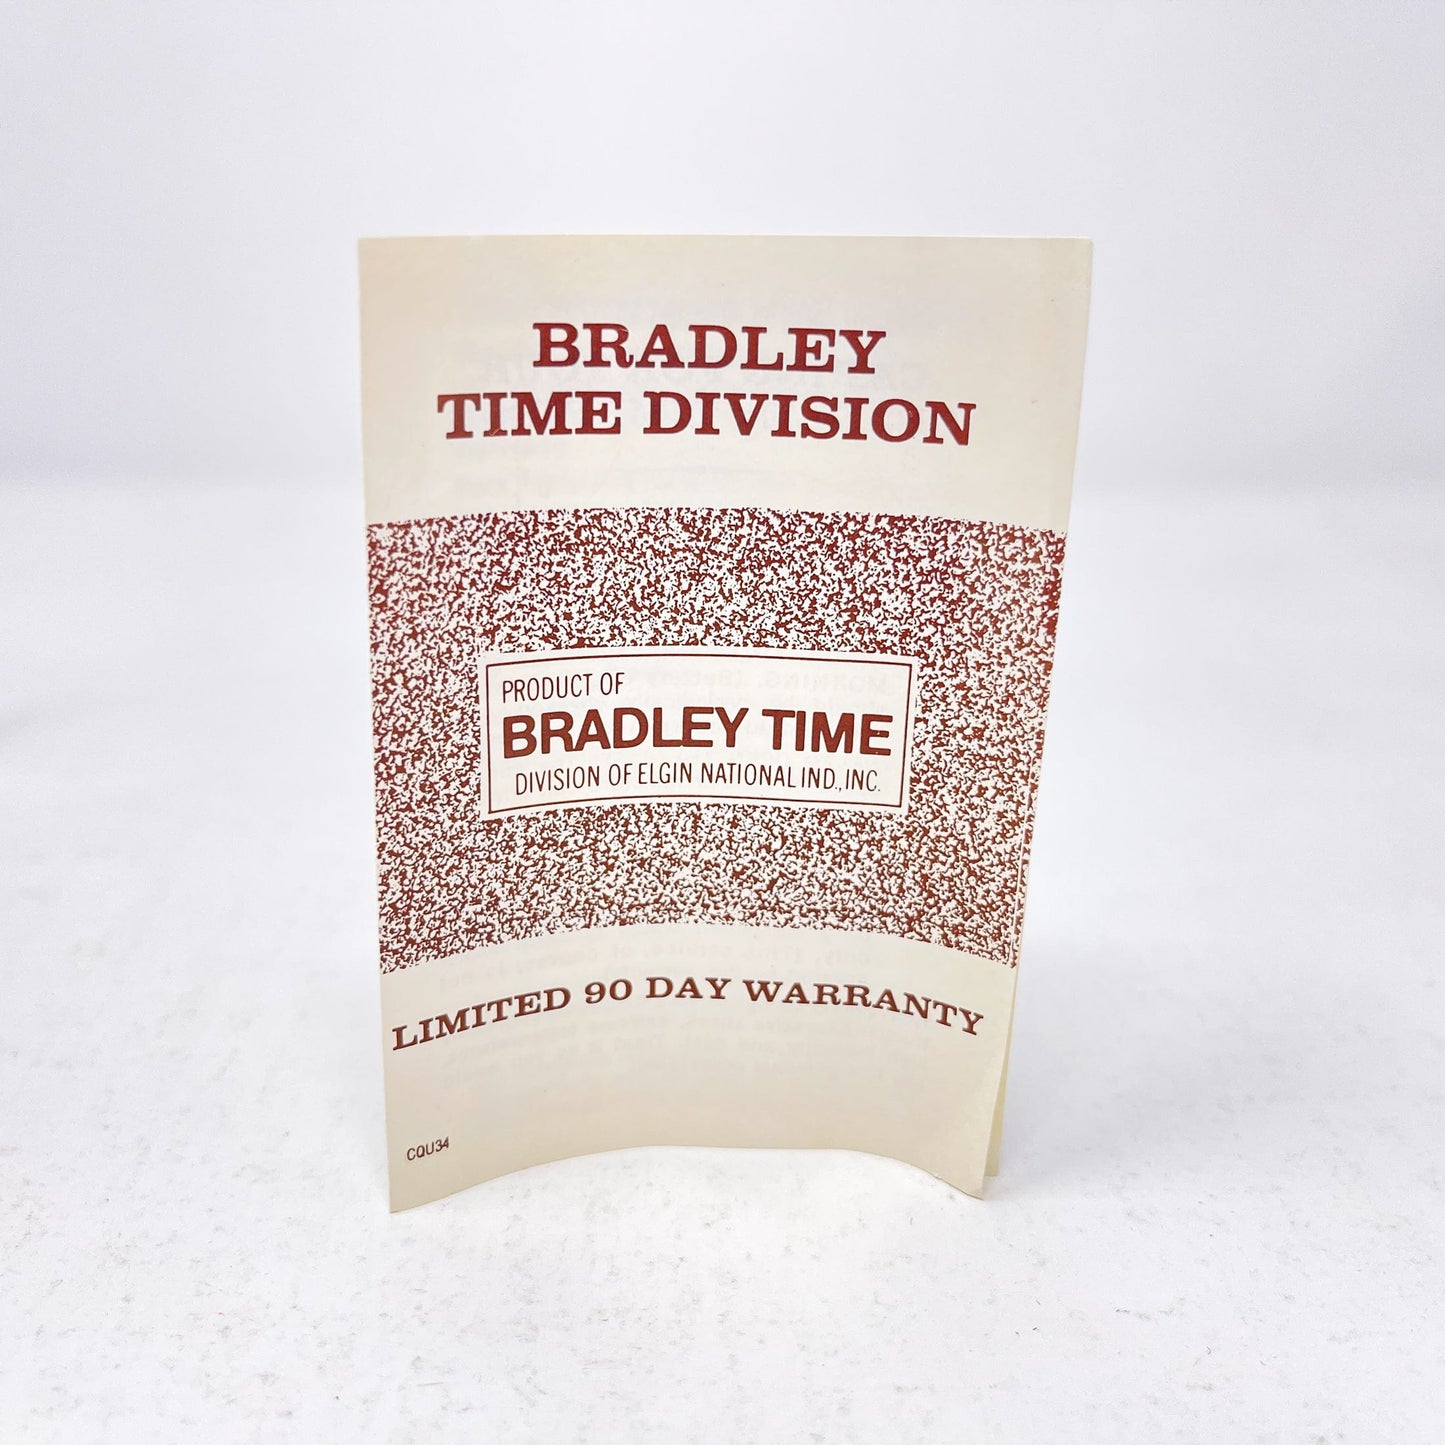 BRADLEY
TIME DIVISION
PRODUCT OF
BRADLEY TIME
DIVISION OF ELGIN NATIONAL IND., INC.
LIMITED 90 DAY WARRANTY
CQU34